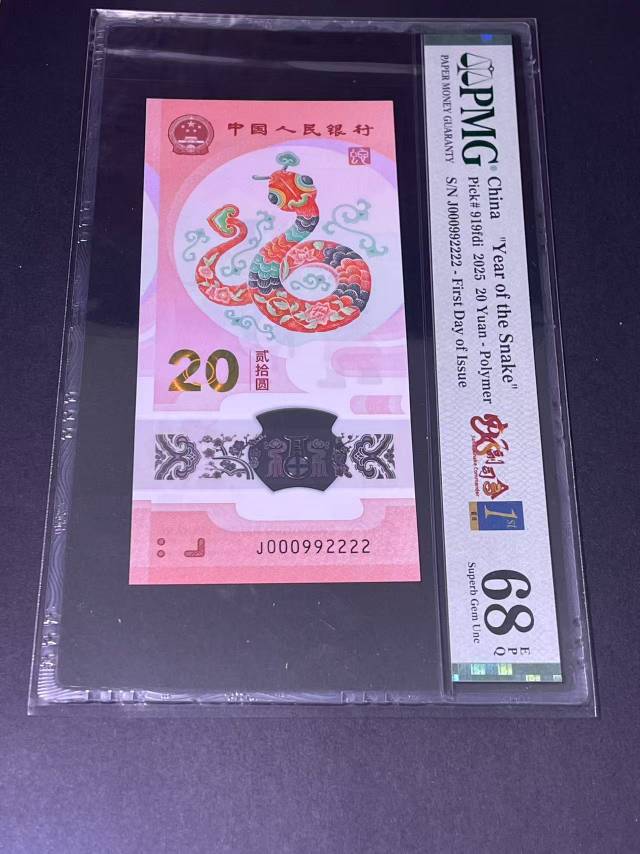 中国人民银行
20
贰拾圆
J000992222
PMG
PAPER MONEY GUARANTY
China "Year of the Snake"
Pick# 919fdi 2025 20 Yuan - Polymer
S/N J000992222 - First Day of Issue
1st
68
EPQ
Superb Gem Unc